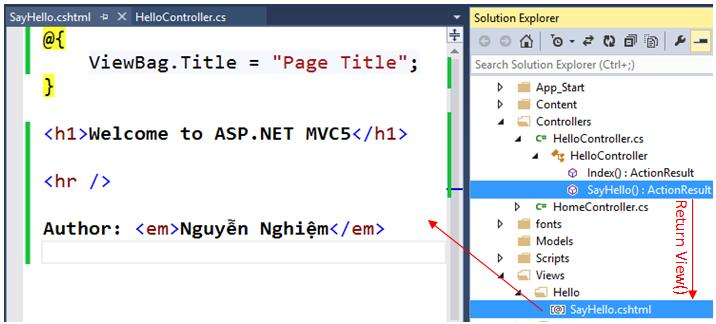 SayHello.cshtml
HelloController.cs
@{
ViewBag.Title = "Page Title";
}
<h1>Welcome to ASP.NET MVC5</h1>
<hr />
Author: <em>Nguyễn Nghiệm</em>
Solution Explorer
Search Solution Explorer (Ctrl+;)
App_Start
Content
Controllers
C# HelloController.cs
HelloController
Index() : ActionResult
SayHello() : ActionResult
C# HomeController.cs
fonts
Models
Scripts
Views
Hello
[@] SayHello.cshtml
Return View()